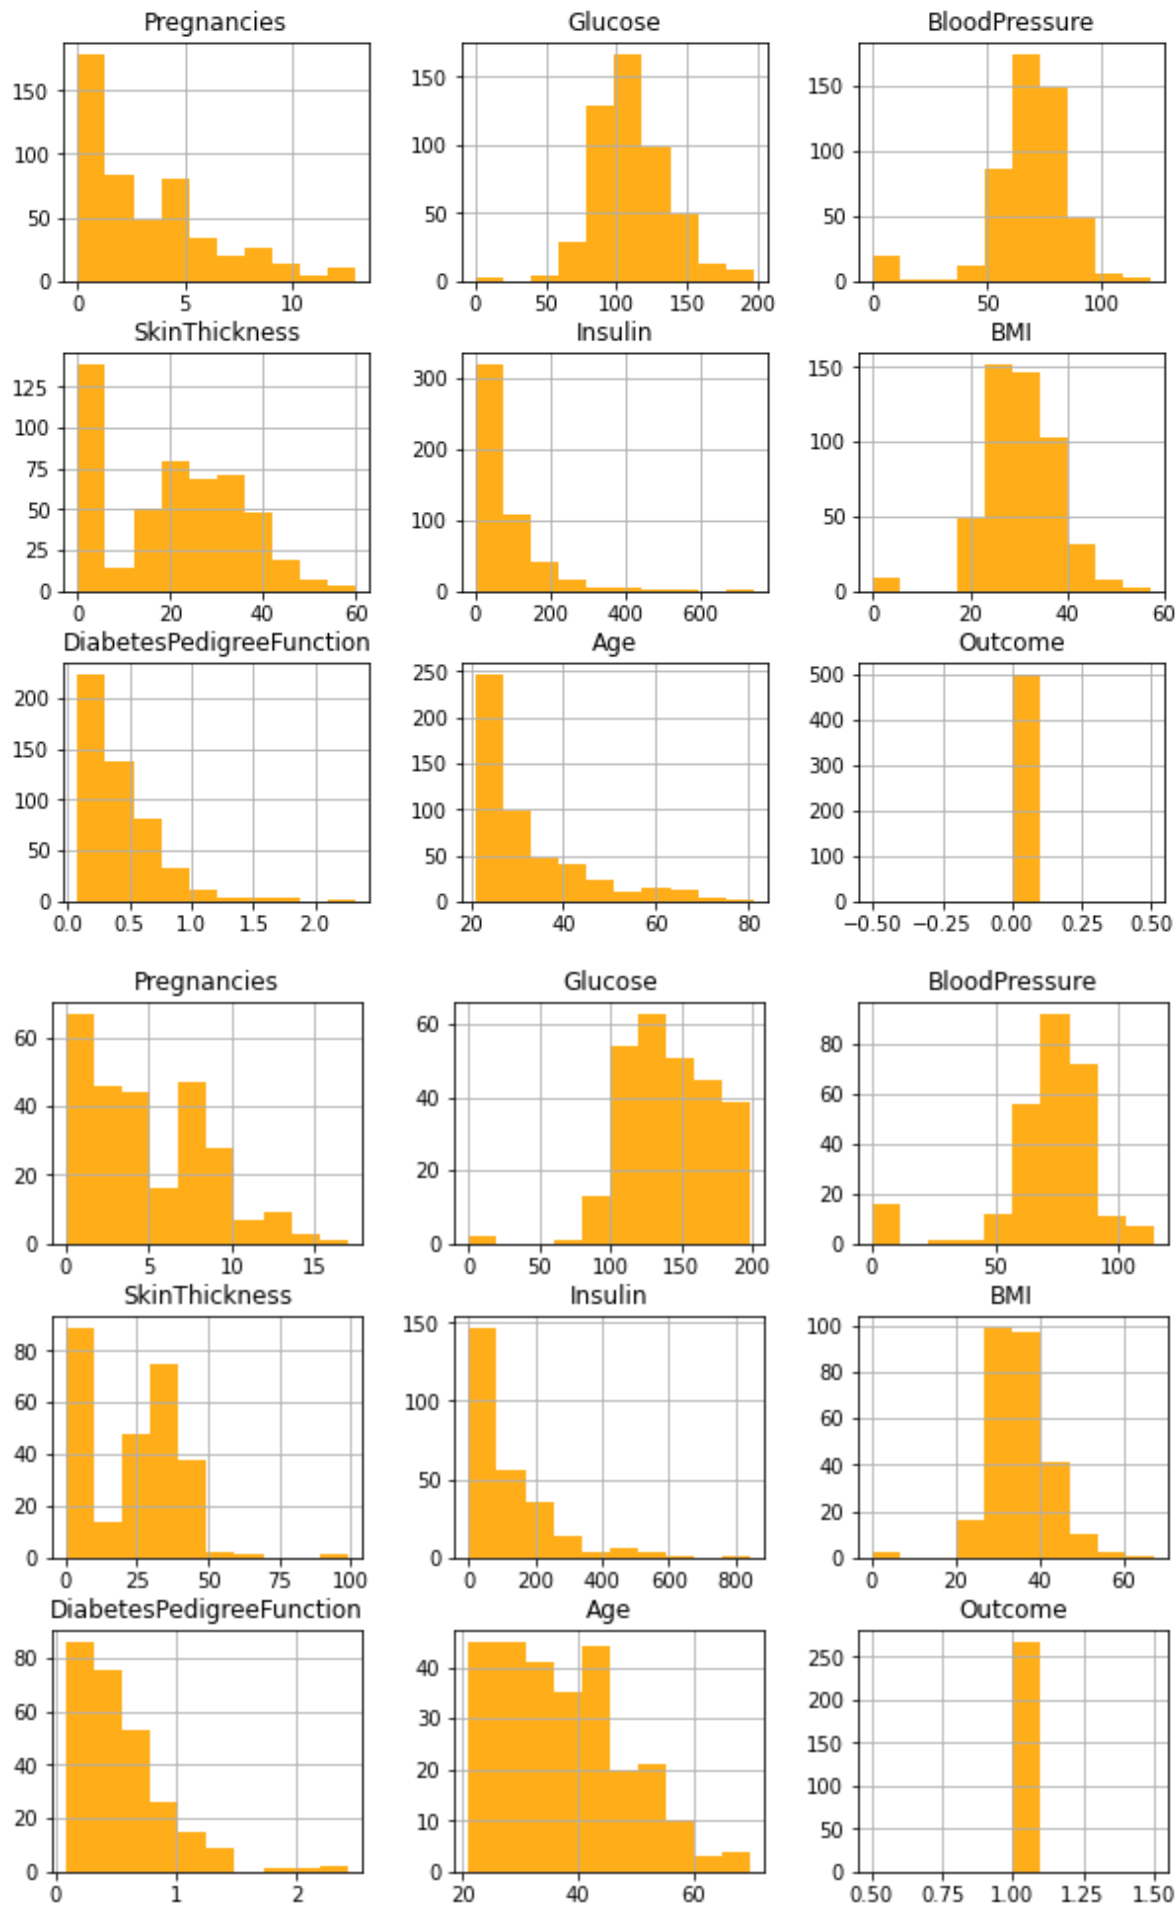 Pregnancies Glucose BloodPressure
150 150 150
100 100 100
50 50 50
0 0 0
0 5 10 0 50 100 150 200 0 50 100
SkinThickness Insulin BMI
125 300 150
100 200 100
75 100 50
50 0 0
25
0
0 20 40 60 0 200 400 600 0 20 40 60
DiabetesPedigreeFunction Age Outcome
200 250 500
150 200 400
100 150 300
50 100 200
0 50 100
0 0
0.0 0.5 1.0 1.5 2.0 20 40 60 80 −0.50 −0.25 0.00 0.25 0.50
Pregnancies Glucose BloodPressure
60 60 80
40 40 60
20 20 40
0 0 20
0
0 5 10 15 0 50 100 150 200 0 50 100
SkinThickness Insulin BMI
80 150 100
60 100 80
40 50 60
20 0 40
0 20
0
0 25 50 75 100 0 200 400 600 800 0 20 40 60
DiabetesPedigreeFunction Age Outcome
80 40 250
60 30 200
40 20 150
20 10 100
0 0 50
0
0 1 2 20 40 60 0.50 0.75 1.00 1.25 1.50